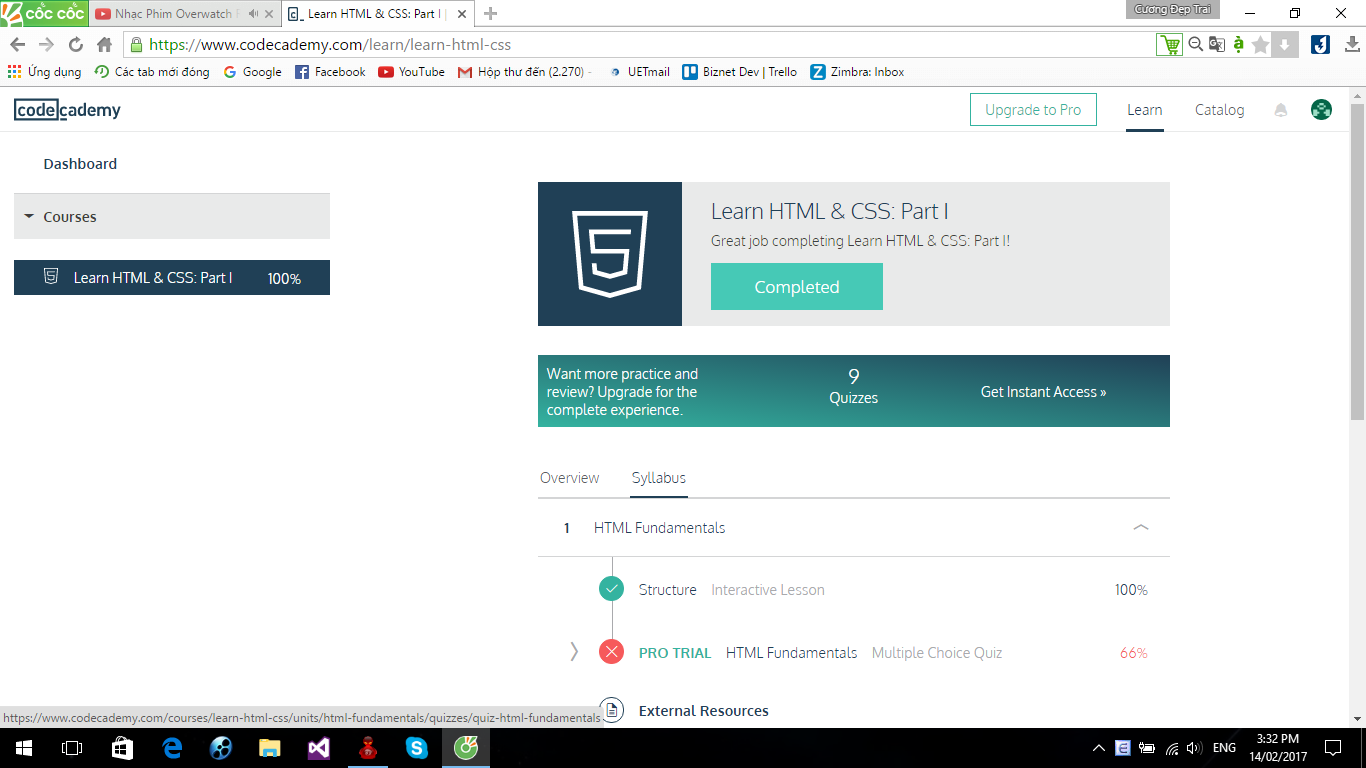 CỐC CỐC
Nhạc Phim Overwatch
Learn HTML & CSS: Part I |
Cương Đẹp Trai
https://www.codecademy.com/learn/learn-html-css
Ứng dụng
Các tab mới đóng
Google
Facebook
YouTube
Hộp thư đến (2.270) -
UETmail
Biznet Dev | Trello
Zimbra: Inbox
codecademy
Upgrade to Pro
Learn
Catalog
Dashboard
Courses
Learn HTML & CSS: Part I 100%
Learn HTML & CSS: Part I
Great job completing Learn HTML & CSS: Part I!
Completed
Want more practice and
review? Upgrade for the
complete experience.
9
Quizzes
Get Instant Access »
Overview
Syllabus
1 HTML Fundamentals
Structure Interactive Lesson 100%
PRO TRIAL HTML Fundamentals Multiple Choice Quiz 66%
External Resources
https://www.codecademy.com/courses/learn-html-css/units/html-fundamentals/quizzes/quiz-html-fundamentals
ENG
3:32 PM
14/02/2017